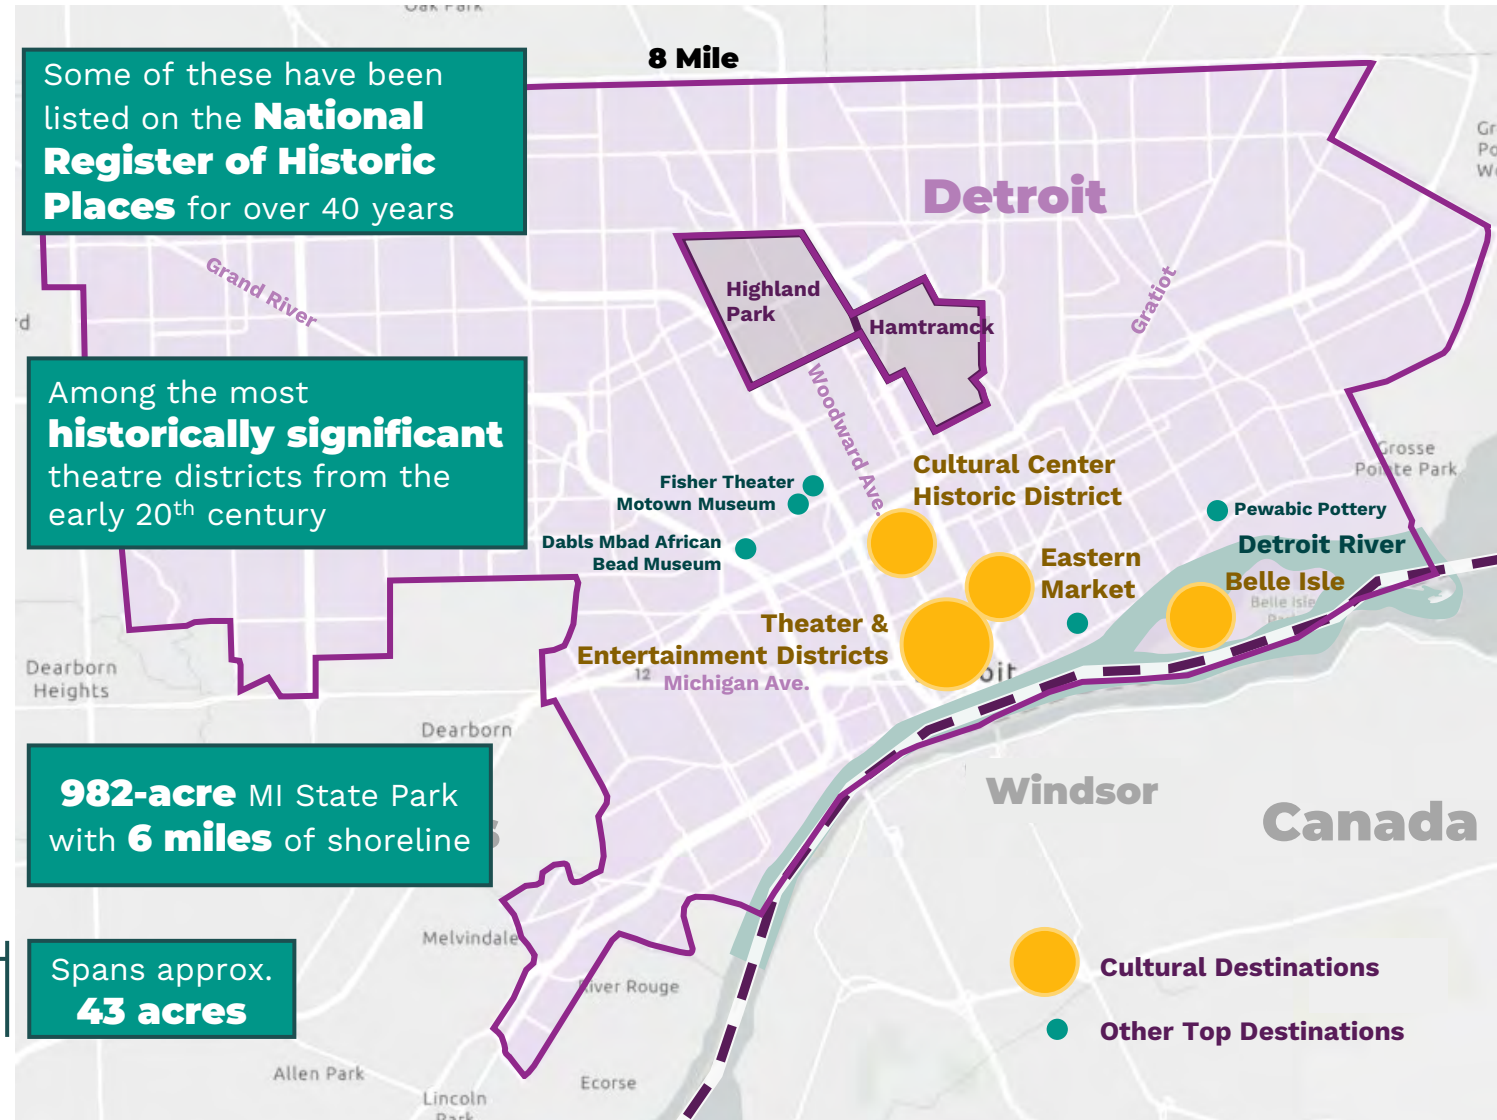 Oak Park
8 Mile
Some of these have been
listed on the National
Register of Historic
Places for over 40 years
Detroit
Grand River
Gratiot
Highland
Park
Hamtramck
Woodward Ave.
Among the most
historically significant
theatre districts from the
early 20th century
Cultural Center
Historic District
Grosse
Pointe Park
Fisher Theater
Motown Museum
Pewabic Pottery
Dabls Mbad African
Bead Museum
Detroit River
Eastern
Market
Belle Isle
Belle Isle
Theater &
Entertainment Districts
12
Michigan Ave.
Dearborn
Heights
Dearborn
982-acre MI State Park
with 6 miles of shoreline
Windsor
Canada
Melvindale
Spans approx.
43 acres
River Rouge
Cultural Destinations
Other Top Destinations
Allen Park
Ecorse
Lincoln
Park